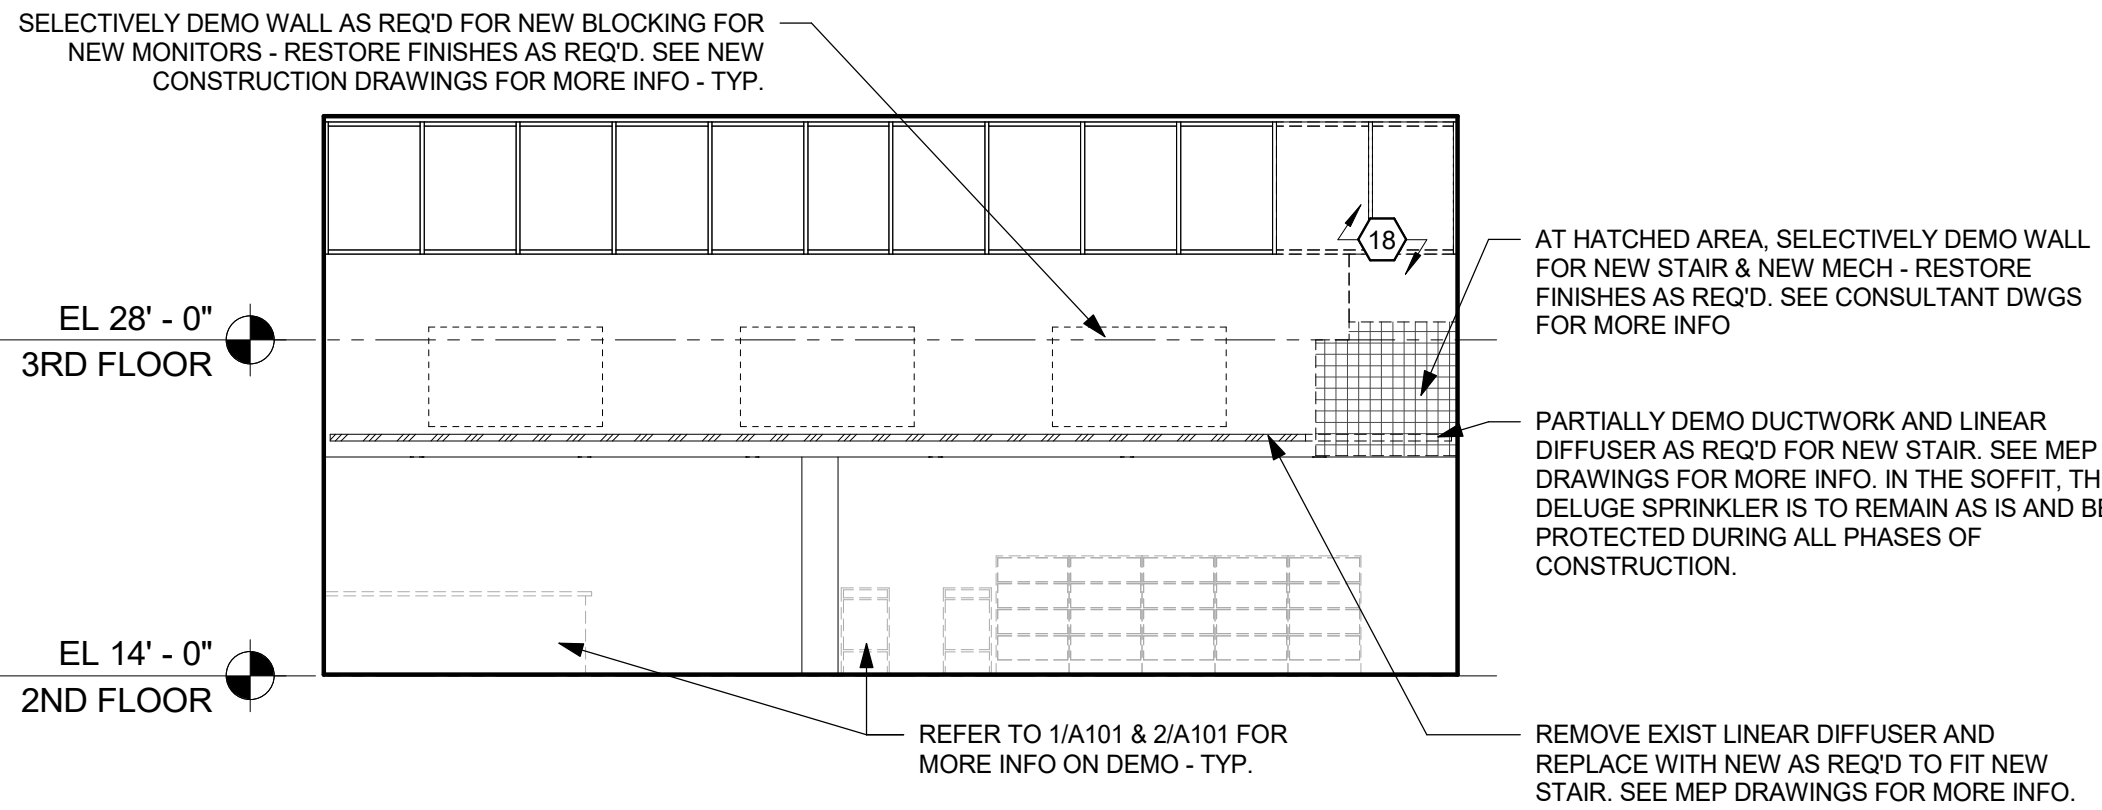 SELECTIVELY DEMO WALL AS REQ'D FOR NEW BLOCKING FOR
NEW MONITORS - RESTORE FINISHES AS REQ'D. SEE NEW
CONSTRUCTION DRAWINGS FOR MORE INFO - TYP.
18
AT HATCHED AREA, SELECTIVELY DEMO WALL
FOR NEW STAIR & NEW MECH - RESTORE
FINISHES AS REQ'D. SEE CONSULTANT DWGS
FOR MORE INFO
EL 28' - 0"
3RD FLOOR
PARTIALLY DEMO DUCTWORK AND LINEAR
DIFFUSER AS REQ'D FOR NEW STAIR. SEE MEP
DRAWINGS FOR MORE INFO. IN THE SOFFIT, TH
DELUGE SPRINKLER IS TO REMAIN AS IS AND BE
PROTECTED DURING ALL PHASES OF
CONSTRUCTION.
EL 14' - 0"
2ND FLOOR
REFER TO 1/A101 & 2/A101 FOR
MORE INFO ON DEMO - TYP.
REMOVE EXIST LINEAR DIFFUSER AND
REPLACE WITH NEW AS REQ'D TO FIT NEW
STAIR. SEE MEP DRAWINGS FOR MORE INFO.